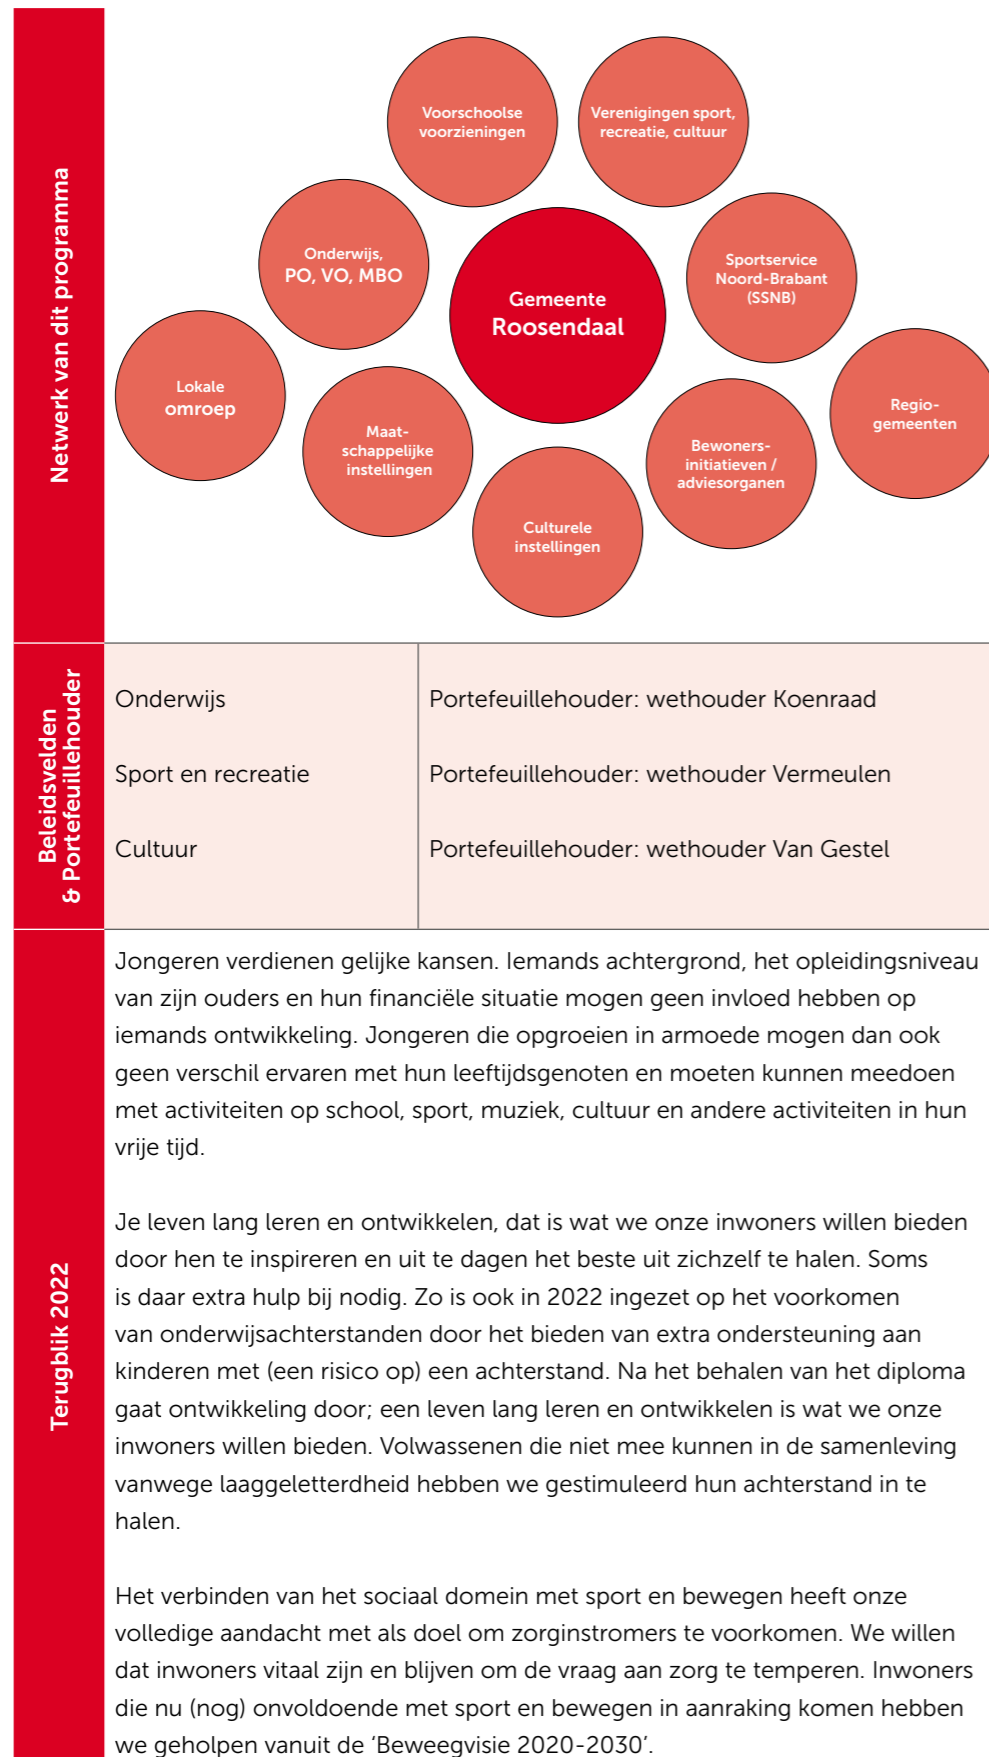 Netwerk van dit programma
Voorschoolse
voorzieningen
Verenigingen sport,
recreatie, cultuur
Onderwijs,
PO, VO, MBO
Gemeente
Roosendaal
Sportservice
Noord-Brabant
(SSNB)
Lokale
omroep
Maat-
schappelijke
instellingen
Culturele
instellingen
Bewoners-
initiatieven /
adviesorganen
Regio-
gemeenten
Beleidsvelden
& Portefeuillehouder
Onderwijs
Portefeuillehouder: wethouder Koenraad
Sport en recreatie
Portefeuillehouder: wethouder Vermeulen
Cultuur
Portefeuillehouder: wethouder Van Gestel
Terugblik 2022
Jongeren verdienen gelijke kansen. Iemands achtergrond, het opleidingsniveau
van zijn ouders en hun financiële situatie mogen geen invloed hebben op
iemands ontwikkeling. Jongeren die opgroeien in armoede mogen dan ook
geen verschil ervaren met hun leeftijdsgenoten en moeten kunnen meedoen
met activiteiten op school, sport, muziek, cultuur en andere activiteiten in hun
vrije tijd.
Je leven lang leren en ontwikkelen, dat is wat we onze inwoners willen bieden
door hen te inspireren en uit te dagen het beste uit zichzelf te halen. Soms
is daar extra hulp bij nodig. Zo is ook in 2022 ingezet op het voorkomen
van onderwijsachterstanden door het bieden van extra ondersteuning aan
kinderen met (een risico op) een achterstand. Na het behalen van het diploma
gaat ontwikkeling door; een leven lang leren en ontwikkelen is wat we onze
inwoners willen bieden. Volwassenen die niet mee kunnen in de samenleving
vanwege laaggeletterdheid hebben we gestimuleerd hun achterstand in te
halen.
Het verbinden van het sociaal domein met sport en bewegen heeft onze
volledige aandacht met als doel om zorginstromers te voorkomen. We willen
dat inwoners vitaal zijn en blijven om de vraag aan zorg te temperen. Inwoners
die nu (nog) onvoldoende met sport en bewegen in aanraking komen hebben
we geholpen vanuit de ‘Beweegvisie 2020-2030’.